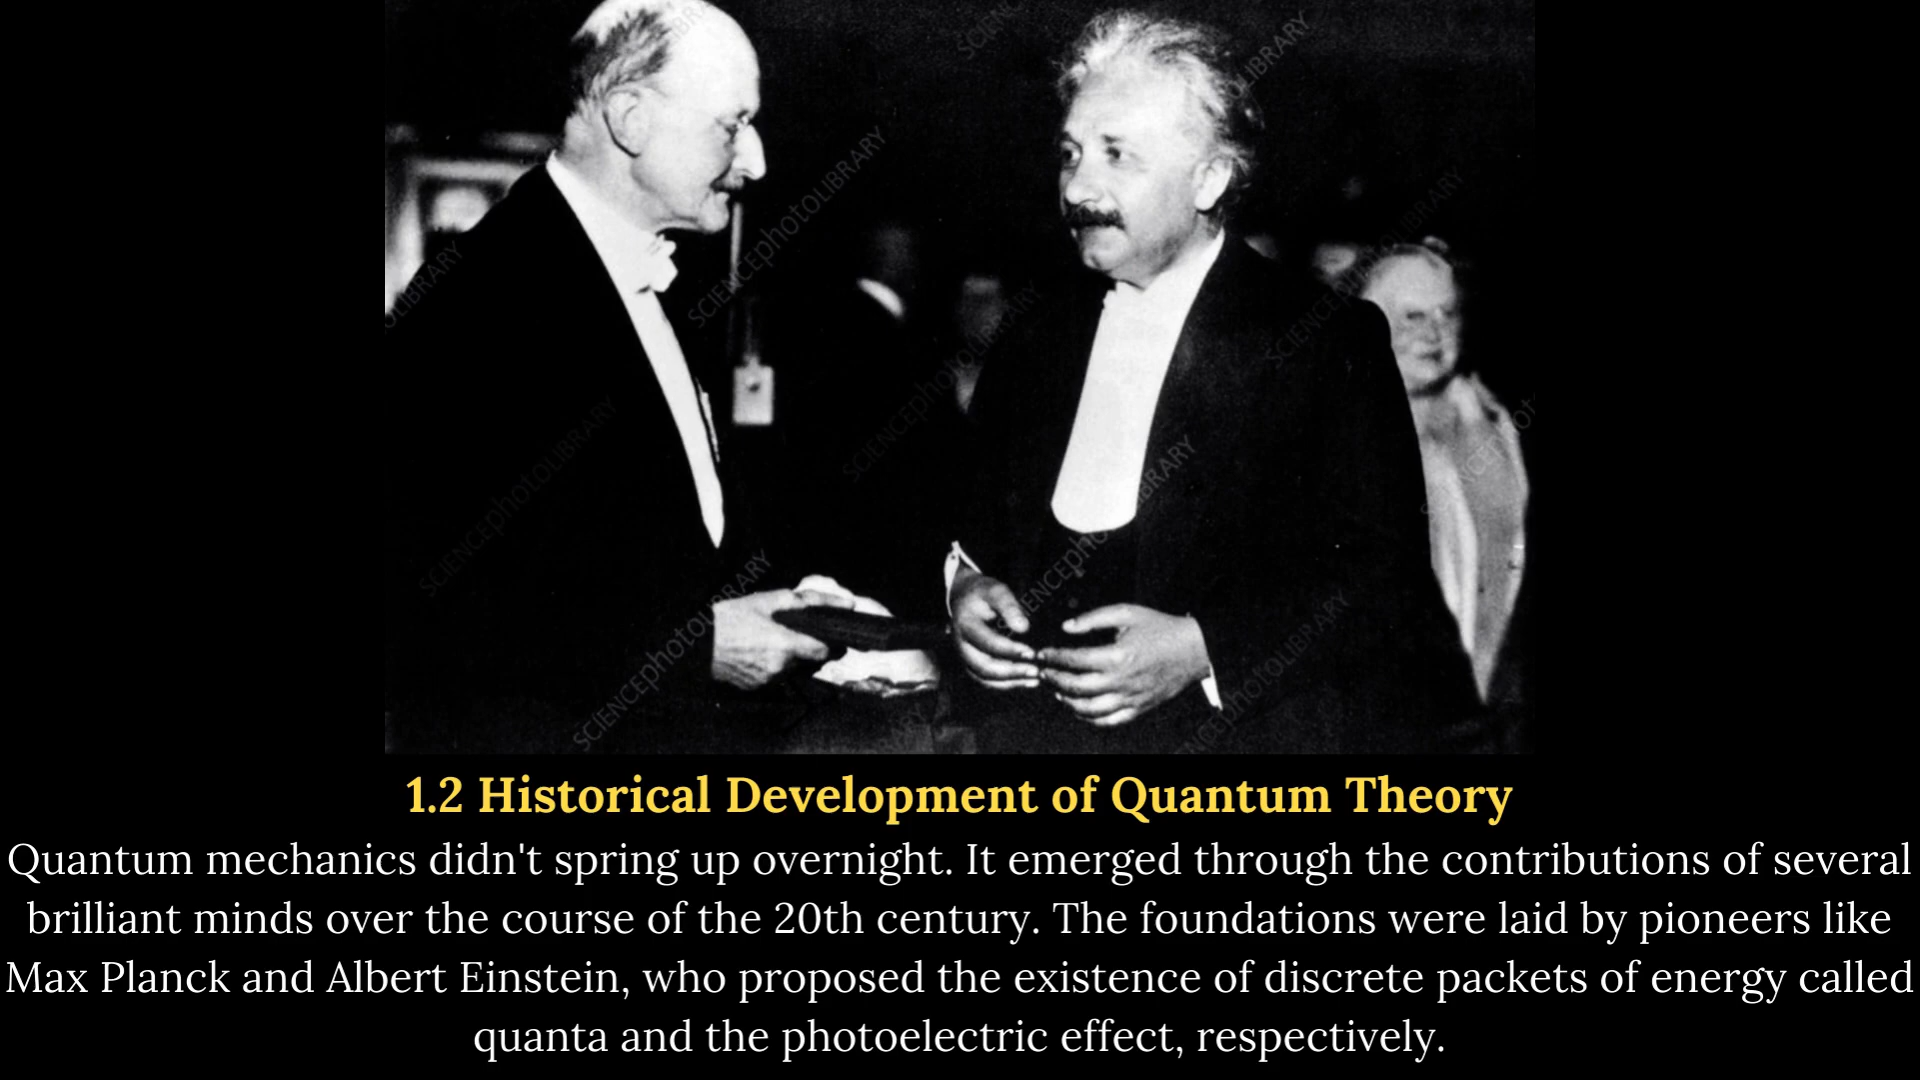 SCIENCEphotoLIBRARY
1.2 Historical Development of Quantum Theory
Quantum mechanics didn't spring up overnight. It emerged through the contributions of several
brilliant minds over the course of the 20th century. The foundations were laid by pioneers like
Max Planck and Albert Einstein, who proposed the existence of discrete packets of energy called
quanta and the photoelectric effect, respectively.